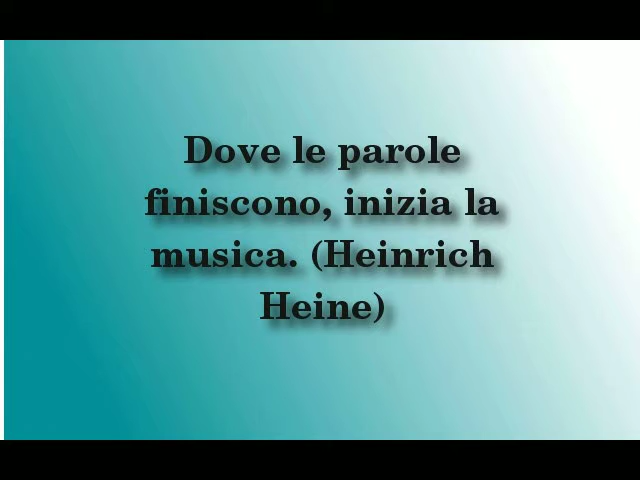 Dove le parole
finiscono, inizia la
musica. (Heinrich
Heine)